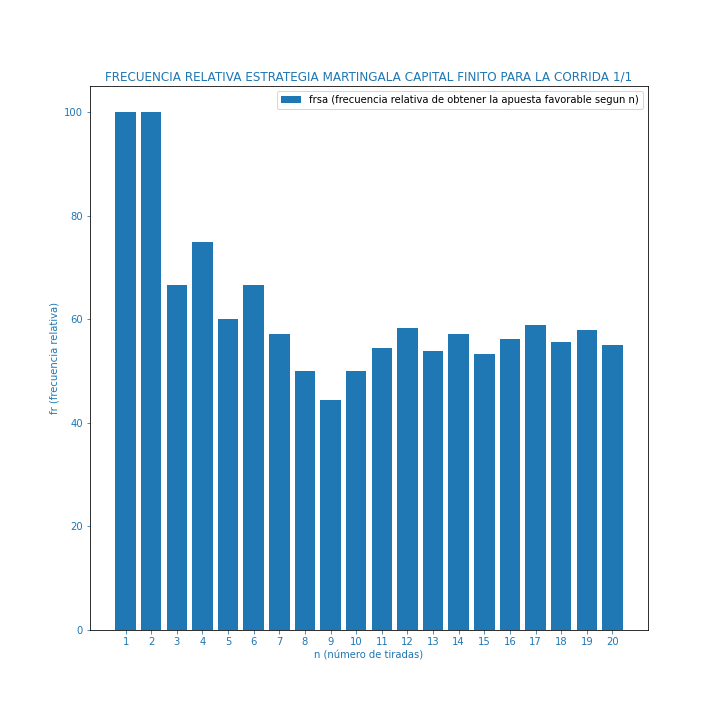 FRECUENCIA RELATIVA ESTRATEGIA MARTINGALA CAPITAL FINITO PARA LA CORRIDA 1/1
frsa (frecuencia relativa de obtener la apuesta favorable segun n)
100
80
60
40
20
0
fr (frecuencia relativa)
1 2 3 4 5 6 7 8 9 10 11 12 13 14 15 16 17 18 19 20
n (número de tiradas)